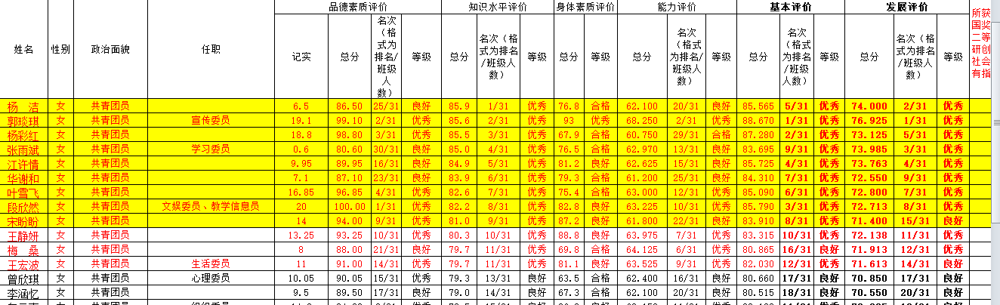 品德素质评价 知识水平评价 身体素质评价 能力评价 基本评价 发展评价
姓名 性别 政治面貌 任职 记实 总分 名次（格式为排名/班级人数） 等级 总分 名次（格式为排名/班级人数） 等级 总分 等级 总分 名次（格式为排名/班级人数） 等级 总分 名次（格式为排名/班级人数） 等级 总分 名次（格式为排名/班级人数） 等级
所获
国奖
二等
研创
社会
有指
杨 洁 女 共青团员 6.5 86.50 25/31 良好 85.9 1/31 优秀 76.8 合格 62.100 20/31 良好 85.565 5/31 优秀 74.000 2/31 优秀
郭琰琪 女 共青团员 宣传委员 19.1 99.10 2/31 优秀 85.6 2/31 优秀 93 优秀 68.250 2/31 优秀 88.670 1/31 优秀 76.925 1/31 优秀
杨彩红 女 共青团员 18.8 98.80 3/31 优秀 85.5 3/31 优秀 67.9 合格 60.750 29/31 合格 87.280 2/31 优秀 73.125 5/31 优秀
张雨斌 女 共青团员 学习委员 0.6 80.60 30/31 良好 85.0 4/31 优秀 76.5 合格 62.970 13/31 良好 83.695 9/31 优秀 73.985 3/31 优秀
江许情 女 共青团员 9.95 89.95 16/31 良好 84.9 5/31 优秀 81.2 良好 62.625 15/31 良好 85.725 4/31 优秀 73.763 4/31 优秀
华谢和 女 共青团员 7.1 87.10 23/31 良好 83.9 6/31 优秀 79.3 合格 61.200 25/31 良好 84.310 7/31 优秀 72.550 9/31 优秀
叶雪飞 女 共青团员 16.85 96.85 4/31 优秀 82.6 7/31 优秀 75.4 合格 63.000 12/31 优秀 85.090 6/31 优秀 72.800 7/31 优秀
段欣然 女 共青团员 文娱委员、教学信息员 20 100.00 1/31 优秀 82.2 8/31 优秀 82.8 良好 63.225 10/31 优秀 85.790 3/31 优秀 72.713 8/31 优秀
宋盼盼 女 共青团员 14 94.00 9/31 优秀 81.0 9/31 优秀 87.2 良好 61.800 22/31 良好 83.910 8/31 优秀 71.400 15/31 良好
王静妍 女 共青团员 13.25 93.25 10/31 优秀 80.3 10/31 优秀 88.8 良好 63.975 7/31 优秀 83.315 10/31 优秀 72.138 11/31 优秀
梅 桑 女 共青团员 8 88.00 21/31 良好 79.7 11/31 优秀 69.8 合格 64.125 6/31 优秀 80.865 16/31 良好 71.913 12/31 优秀
王宏波 女 共青团员 生活委员 11 91.00 14/31 优秀 79.7 11/31 优秀 81.1 良好 63.525 9/31 优秀 82.030 12/31 优秀 71.613 14/31 良好
曾欣琪 女 共青团员 心理委员 10.05 90.05 15/31 优秀 79.3 13/31 良好 63.5 合格 62.400 16/31 良好 80.660 17/31 良好 70.850 17/31 良好
李涵忆 女 共青团员 9.5 89.50 17/31 良好 79.0 14/31 良好 67.3 合格 62.100 20/31 良好 80.515 18/31 良好 70.550 20/31 良好